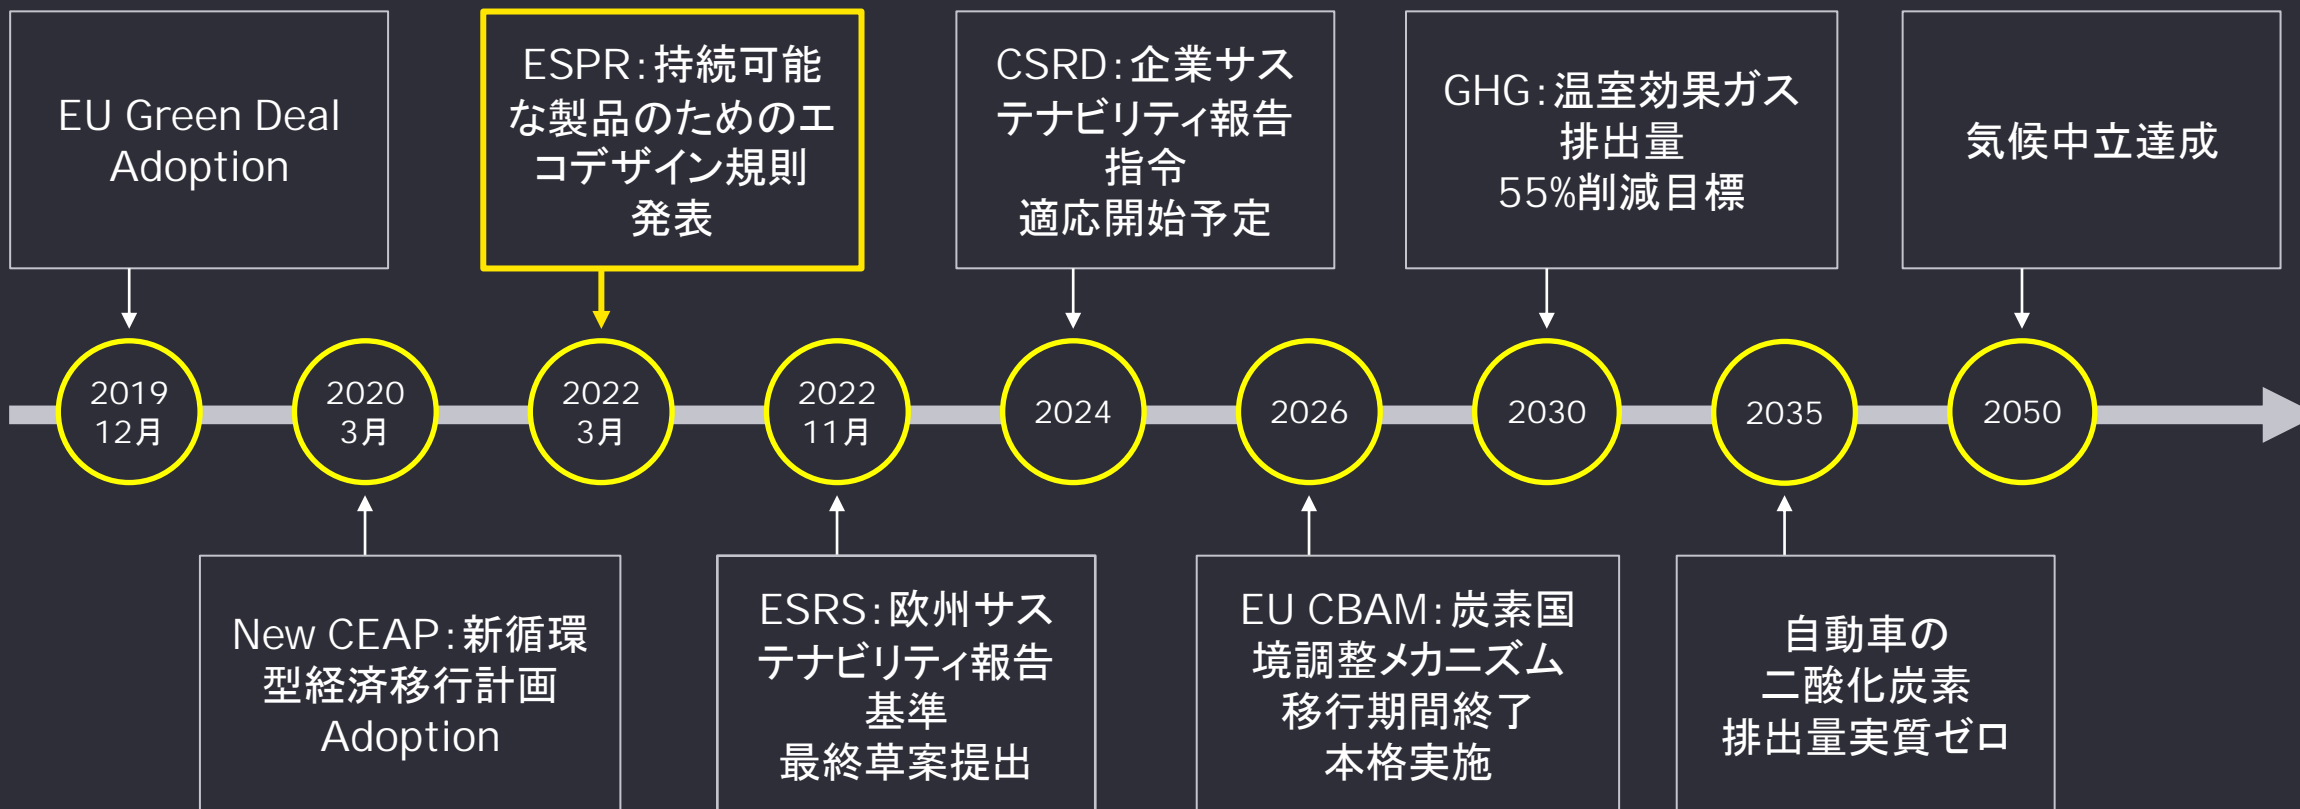 EU Green Deal
Adoption
ESPR:持続可能
な製品のためのエ
コデザイン規則
発表
CSRD:企業サス
テナビリティ報告
指令
適応開始予定
GHG:温室効果ガス
排出量
55%削減目標
気候中立達成
2019
12月
2020
3月
2022
3月
2022
11月
2024
2026
2030
2035
2050
New CEAP:新循環
型経済移行計画
Adoption
ESRS:欧州サス
テナビリティ報告
基準
最終草案提出
EU CBAM:炭素国
境調整メカニズム
移行期間終了
本格実施
自動車の
二酸化炭素
排出量実質ゼロ